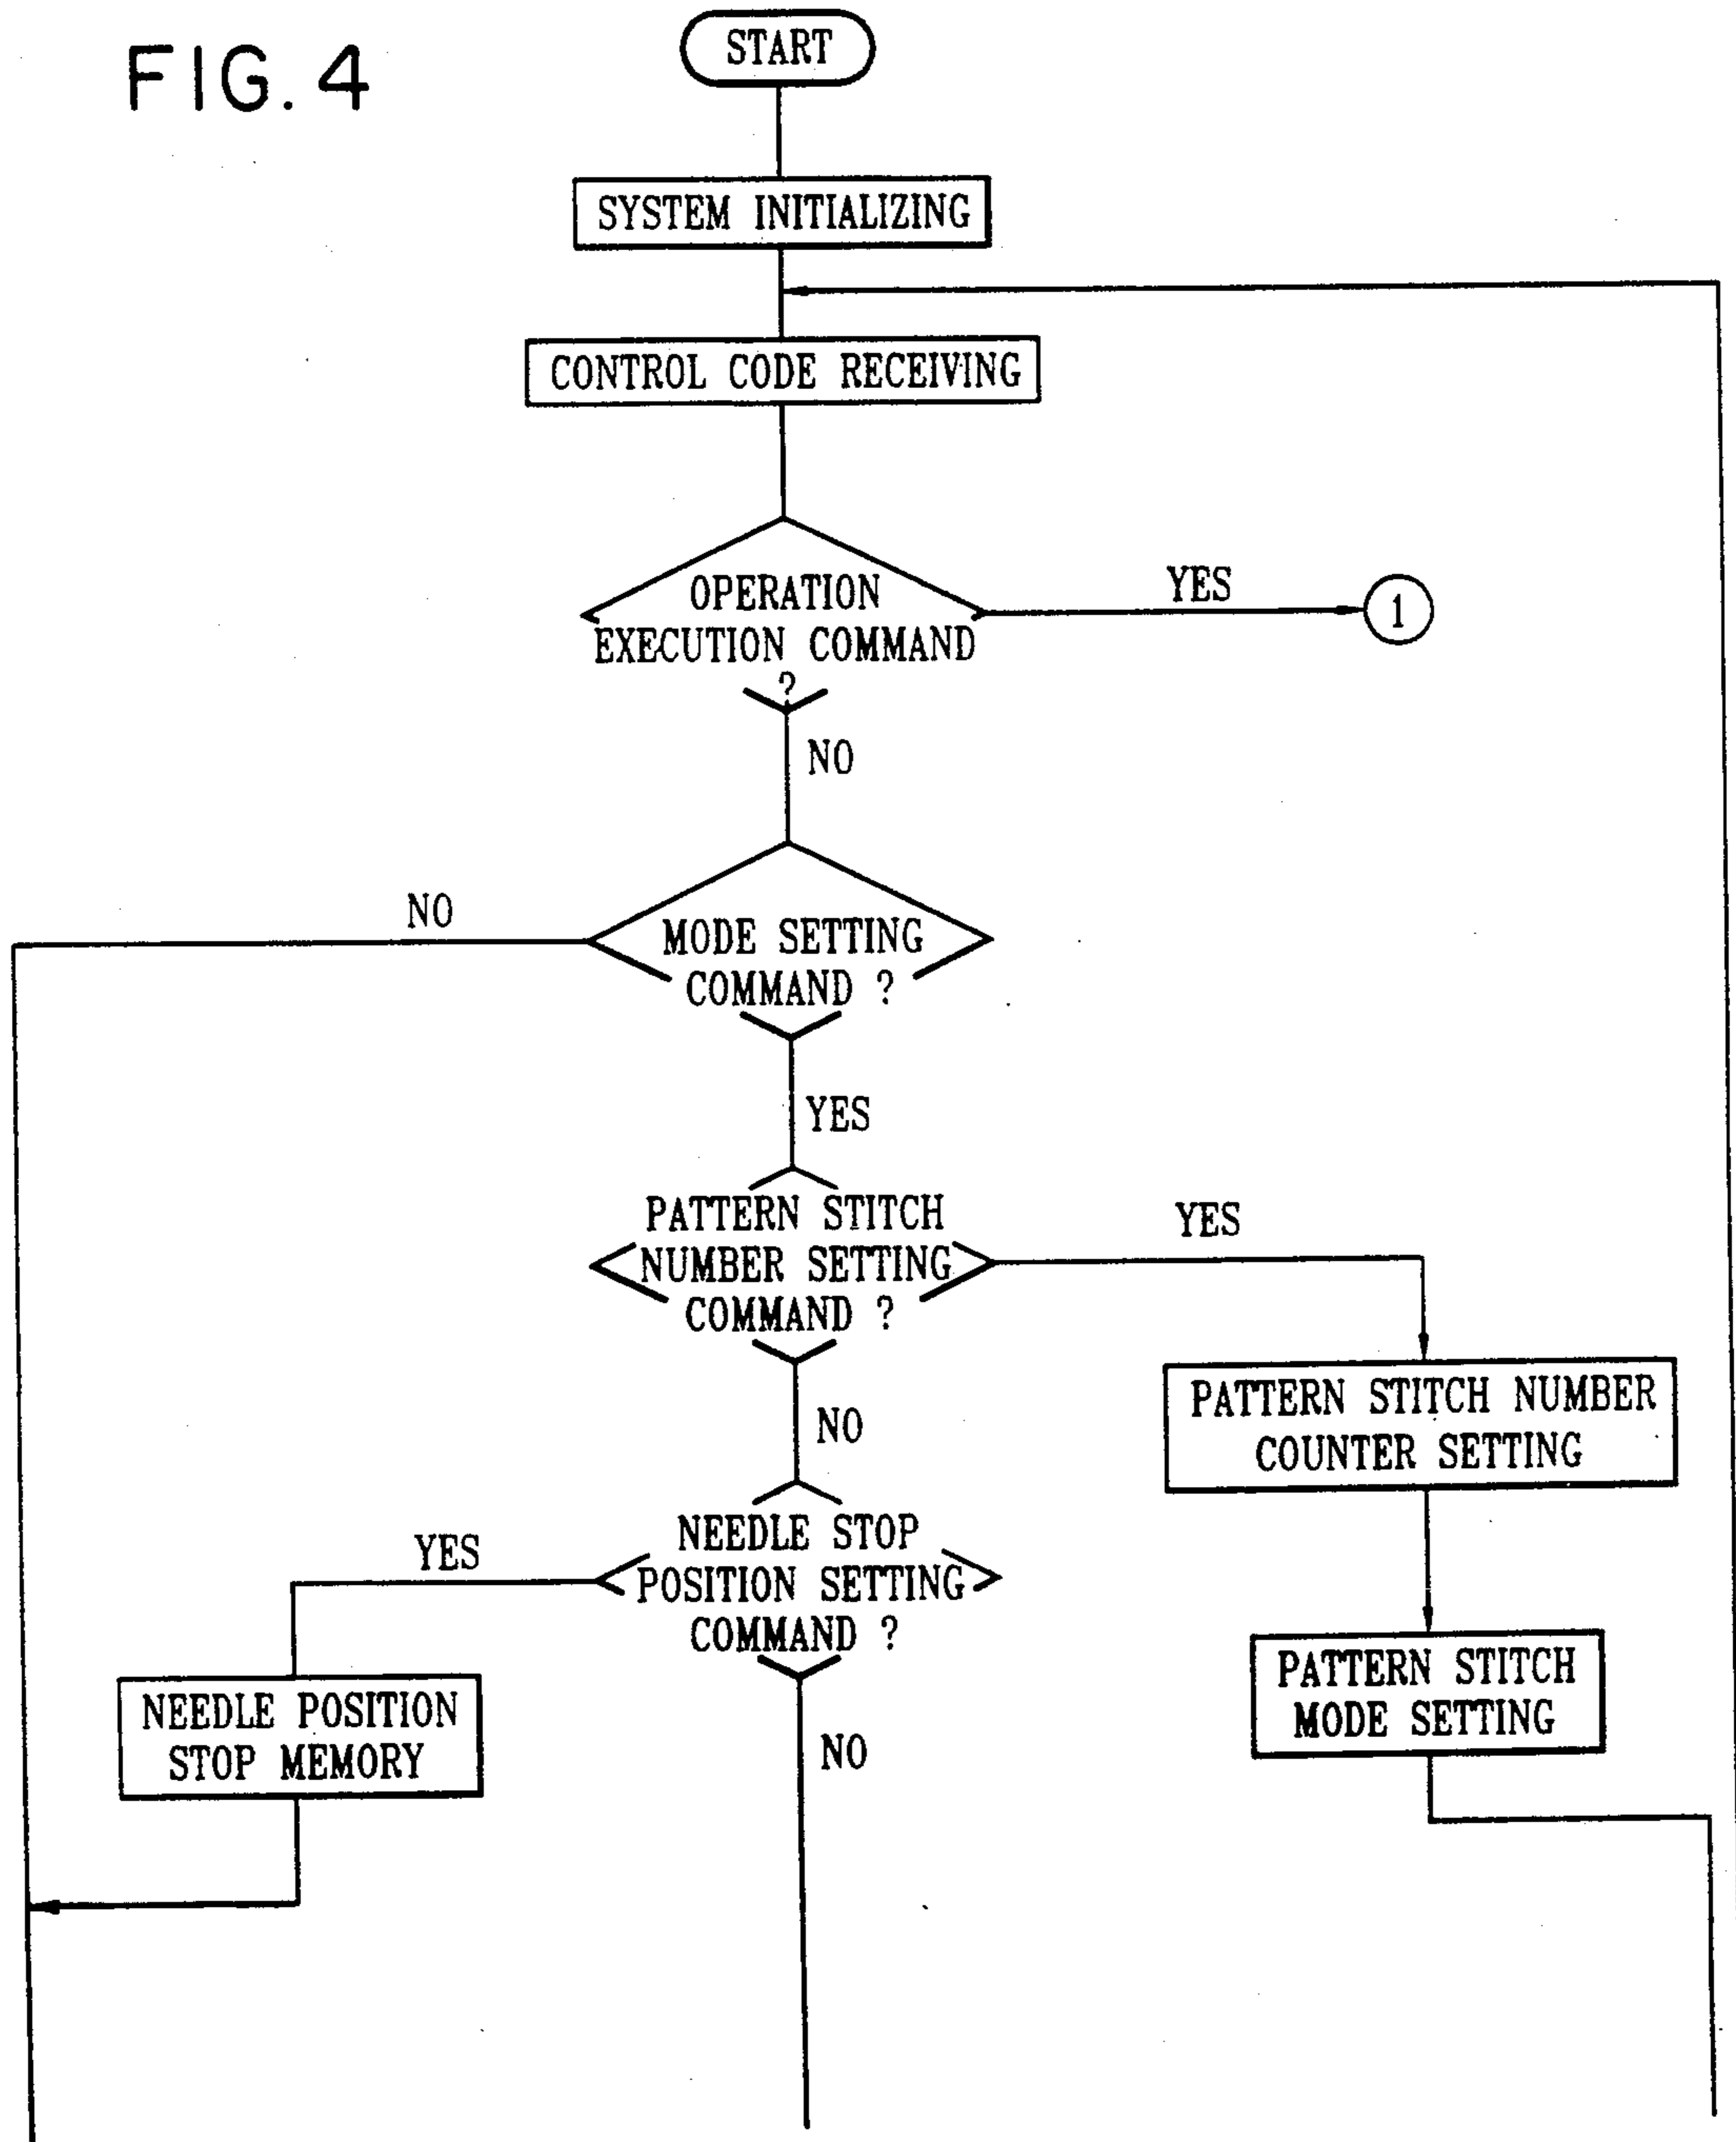 FIG. 4
START
SYSTEM INITIALIZING
CONTROL CODE RECEIVING
OPERATION
EXECUTION COMMAND
?
YES
1
NO
MODE SETTING
COMMAND ?
NO
YES
PATTERN STITCH
NUMBER SETTING
COMMAND ?
YES
PATTERN STITCH NUMBER
COUNTER SETTING
NO
NEEDLE STOP
POSITION SETTING
COMMAND ?
YES
PATTERN STITCH
MODE SETTING
NEEDLE POSITION
STOP MEMORY
NO